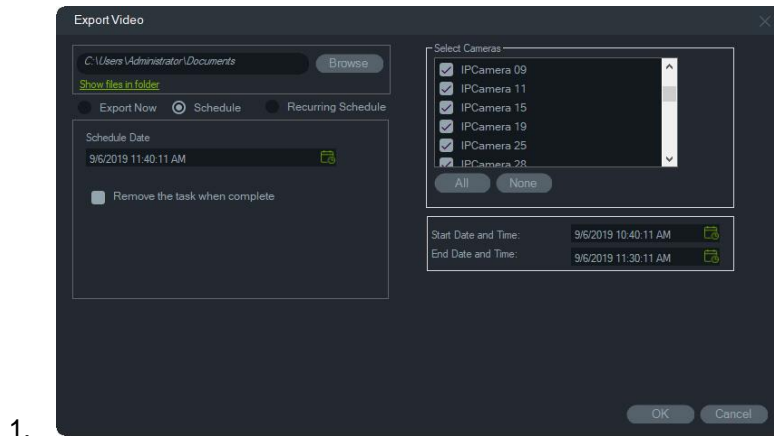 Export Video
C:\Users\Administrator\Documents
Browse
Show files in folder
Export Now Schedule Recurring Schedule
Schedule Date
9/6/2019 11:40:11 AM
Remove the task when complete
Select Cameras
IPCamera 09
IPCamera 11
IPCamera 15
IPCamera 19
IPCamera 25
IPCamera 28
All None
Start Date and Time: 9/6/2019 10:40:11 AM
End Date and Time: 9/6/2019 11:30:11 AM
OK Cancel
1.